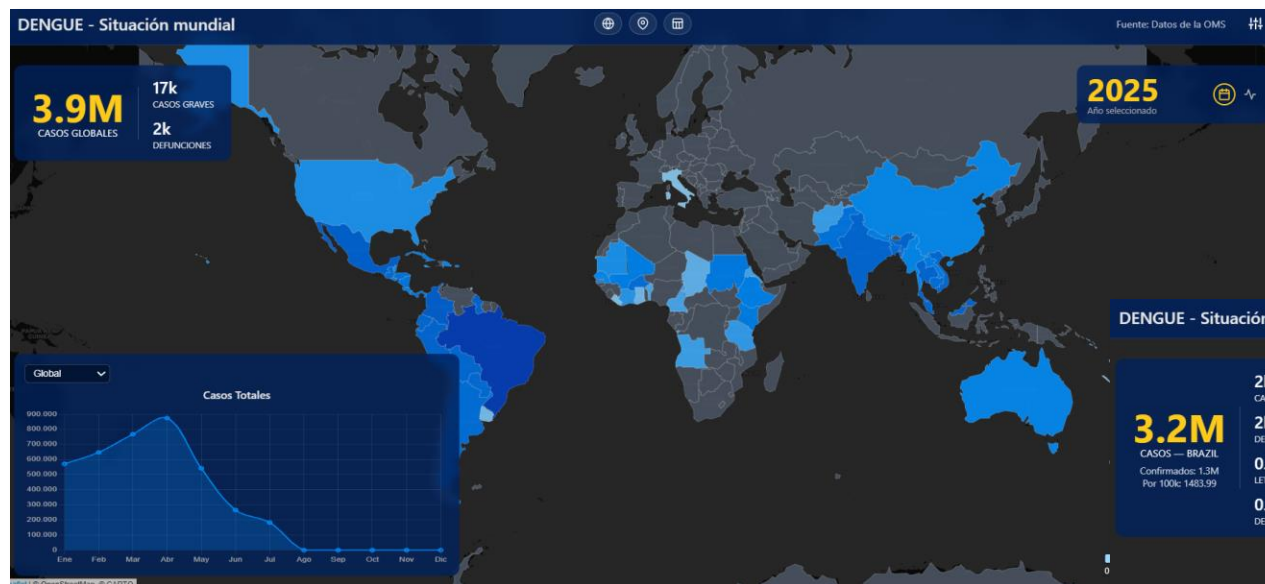 DENGUE - Situación mundial
Fuente: Datos de la OMS
3.9M
CASOS GLOBALES
17k
CASOS GRAVES
2k
DEFUNCIONES
2025
Año seleccionado
Global
Casos Totales
900.000
800.000
700.000
600.000
500.000
400.000
300.000
200.000
100.000
0
Ene Feb Mar Abr May Jun Jul Ago Sep Oct Nov Dic
DENGUE - Situación
3.2M
CASOS — BRAZIL
Confirmados: 1.3M
Por 100k: 1483.99
0
© OpenStreetMap, © CARTO